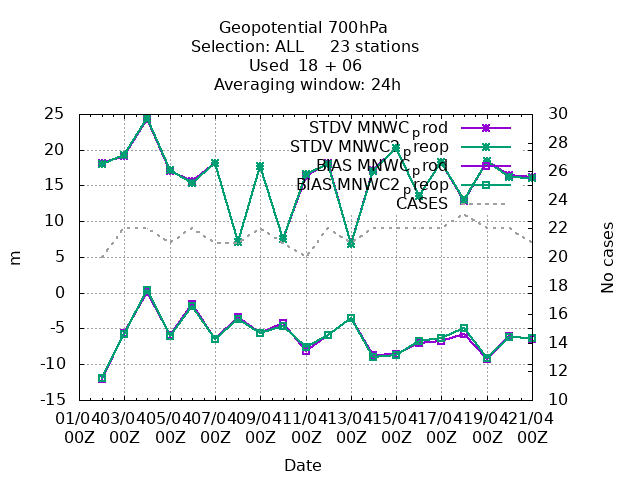 Geopotential 700hPa
Selection: ALL     23 stations
Used  18 + 06
Averaging window: 24h
STDV MNWC_prod
STDV MNWC2_preop
BIAS MNWC_prod
BIAS MNWC2_preop
CASES
25
20
15
10
5
0
-5
-10
-15
30
28
26
24
22
20
18
16
14
12
10
m
No cases
01/04 03/04 05/04 07/04 09/04 11/04 13/04 15/04 17/04 19/04 21/04
00Z 00Z 00Z 00Z 00Z 00Z 00Z 00Z 00Z 00Z 00Z
Date